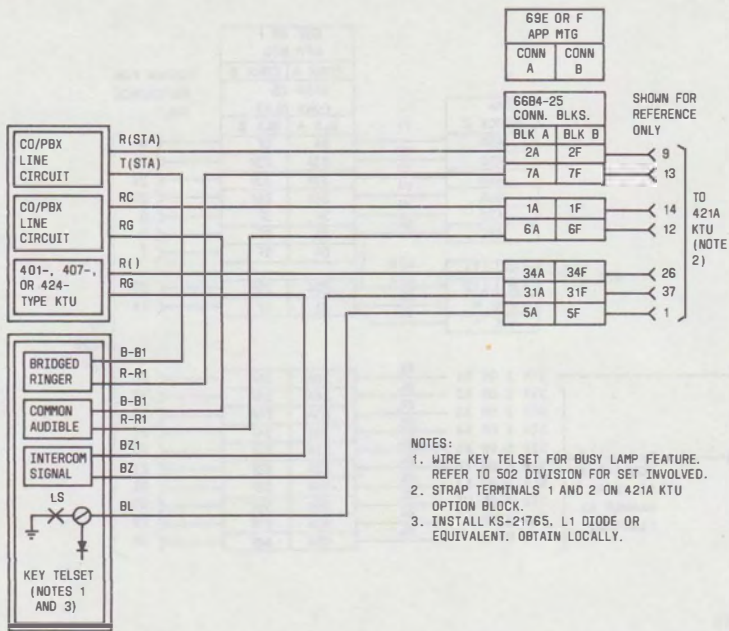 69E OR F
APP MTG
CONN A CONN B
66B4-25
CONN. BLKS.
BLK A BLK B
SHOWN FOR
REFERENCE
ONLY
2A 2F 9
7A 7F 13
1A 1F 14
6A 6F 12
34A 34F 26
31A 31F 37
5A 5F 1
TO
421A
KTU
(NOTE
2)
CO/PBX
LINE
CIRCUIT
R(STA)
T(STA)
CO/PBX
LINE
CIRCUIT
RC
RG
401-, 407-,
OR 424-
TYPE KTU
R()
RG
BRIDGED
RINGER
B-B1
R-R1
COMMON
AUDIBLE
B-B1
R-R1
INTERCOM
SIGNAL
BZ1
BZ
LS
BL
KEY TELSET
(NOTES 1
AND 3)
NOTES:
1. WIRE KEY TELSET FOR BUSY LAMP FEATURE.
REFER TO 502 DIVISION FOR SET INVOLVED.
2. STRAP TERMINALS 1 AND 2 ON 421A KTU
OPTION BLOCK.
3. INSTALL KS-21765, L1 DIODE OR
EQUIVALENT. OBTAIN LOCALLY.